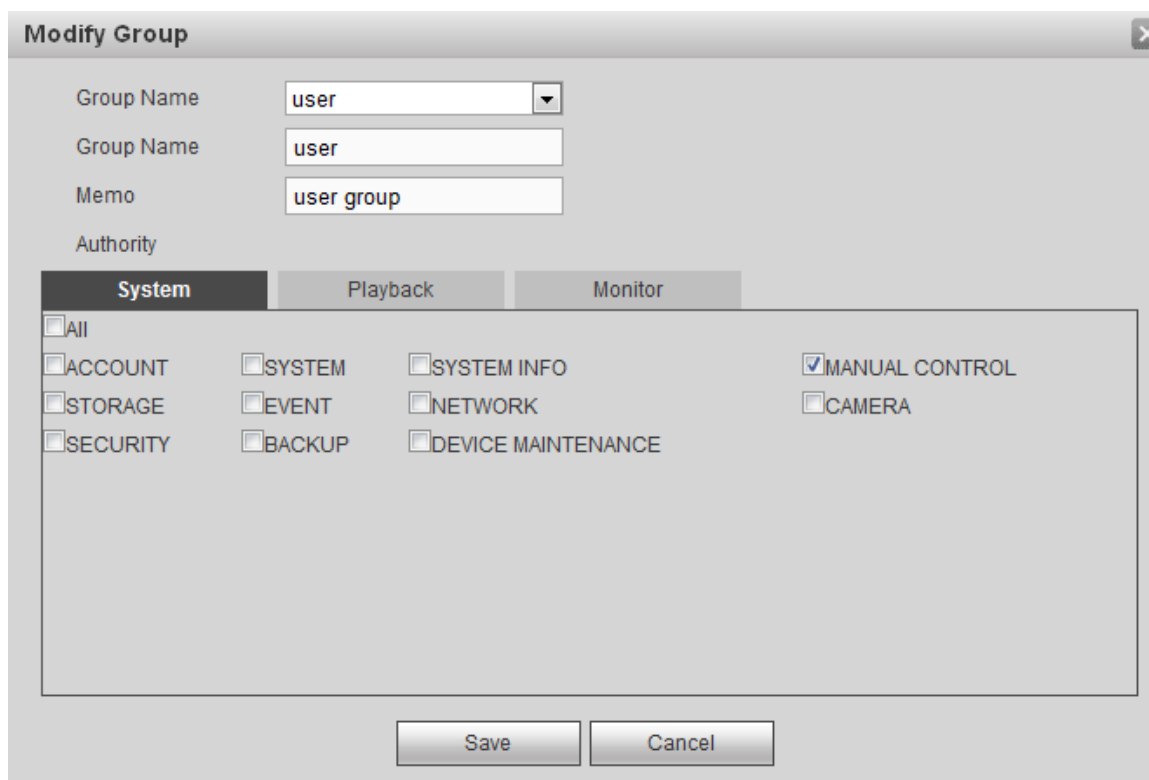 Modify Group
Group Name user
Group Name user
Memo user group
Authority
System Playback Monitor
All
ACCOUNT SYSTEM SYSTEM INFO MANUAL CONTROL
STORAGE EVENT NETWORK CAMERA
SECURITY BACKUP DEVICE MAINTENANCE
Save Cancel